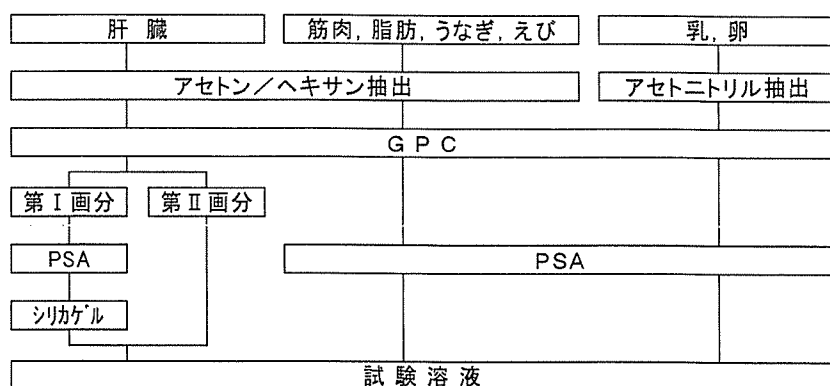 肝 臓
筋肉, 脂肪, うなぎ, えび
乳, 卵
アセトン/ヘキサン抽出
アセトニトリル抽出
G P C
第Ⅰ画分
第Ⅱ画分
PSA
PSA
シリカゲル
試 験 溶 液